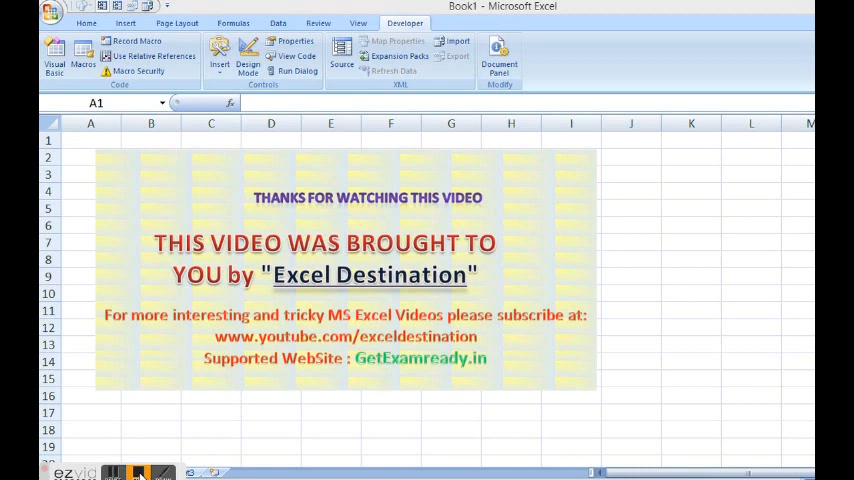 Book1 - Microsoft Excel
Home Insert Page Layout Formulas Data Review View Developer
Visual Basic
Macros
Record Macro
Use Relative References
Macro Security
Code
Insert
Design Mode
Properties
View Code
Run Dialog
Controls
Source
Map Properties
Expansion Packs
Refresh Data
Import
Export
XML
Document Panel
Modify
A1
fx
A B C D E F G H I J K L M
1
2
3
4
5
6
7
8
9
10
11
12
13
14
15
16
17
18
19
THANKS FOR WATCHING THIS VIDEO
THIS VIDEO WAS BROUGHT TO
YOU by "Excel Destination"
For more interesting and tricky MS Excel Videos please subscribe at:
www.youtube.com/exceldestination
Supported WebSite : GetExamready.in
ezvid